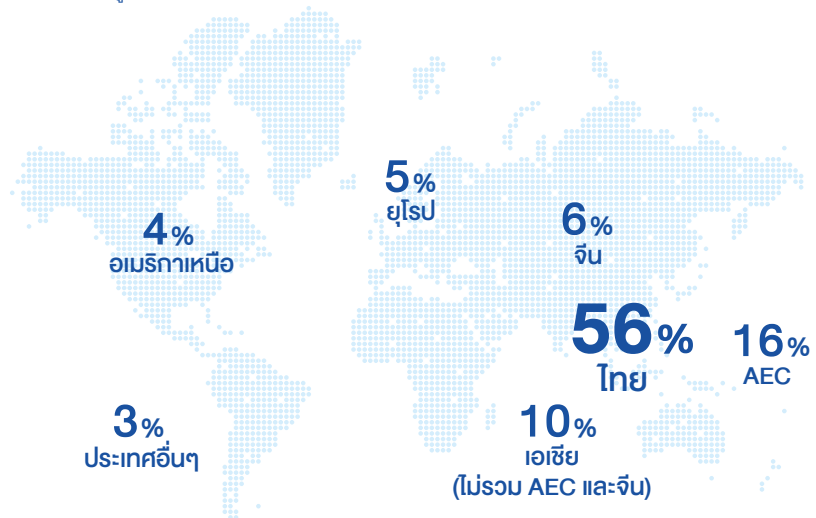 5%
ยุโรป
4%
อเมริกาเหนือ
6%
จีน
56%
ไทย
16%
AEC
3%
ประเทศอื่นๆ
10%
เอเชีย
(ไม่รวม AEC และจีน)